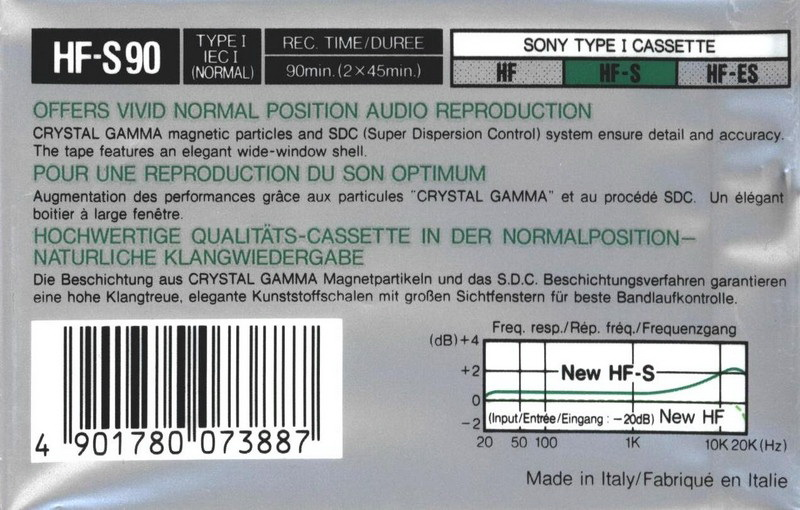 HF-S90
TYPE I
IEC I
(NORMAL)
REC. TIME/DUREE
90min.(2×45min.)
SONY TYPE I CASSETTE
HF HF-S HF-ES
OFFERS VIVID NORMAL POSITION AUDIO REPRODUCTION
CRYSTAL GAMMA magnetic particles and SDC (Super Dispersion Control) system ensure detail and accuracy.
The tape features an elegant wide-window shell.
POUR UNE REPRODUCTION DU SON OPTIMUM
Augmentation des performances grâce aux particules "CRYSTAL GAMMA" et au procédé SDC. Un élégant
boitier à large fenêtre.
HOCHWERTIGE QUALITÄTS-CASSETTE IN DER NORMALPOSITION—
NATURLICHE KLANGWIEDERGABE
Die Beschichtung aus CRYSTAL GAMMA Magnetpartikeln und das S.D.C. Beschichtungsverfahren garantieren
eine hohe Klangtreue, elegante Kunststoffschalen mit großen Sichtfenstern für beste Bandlaufkontrolle.
4 901780 073887
Freq. resp./Rép. fréq./Frequenzgang
(dB)+4
+2
0
-2
New HF-S
(Input/Entrée/Eingang : -20dB) New HF
20 50 100 1K 10K 20K (Hz)
Made in Italy/Fabriqué en Italie